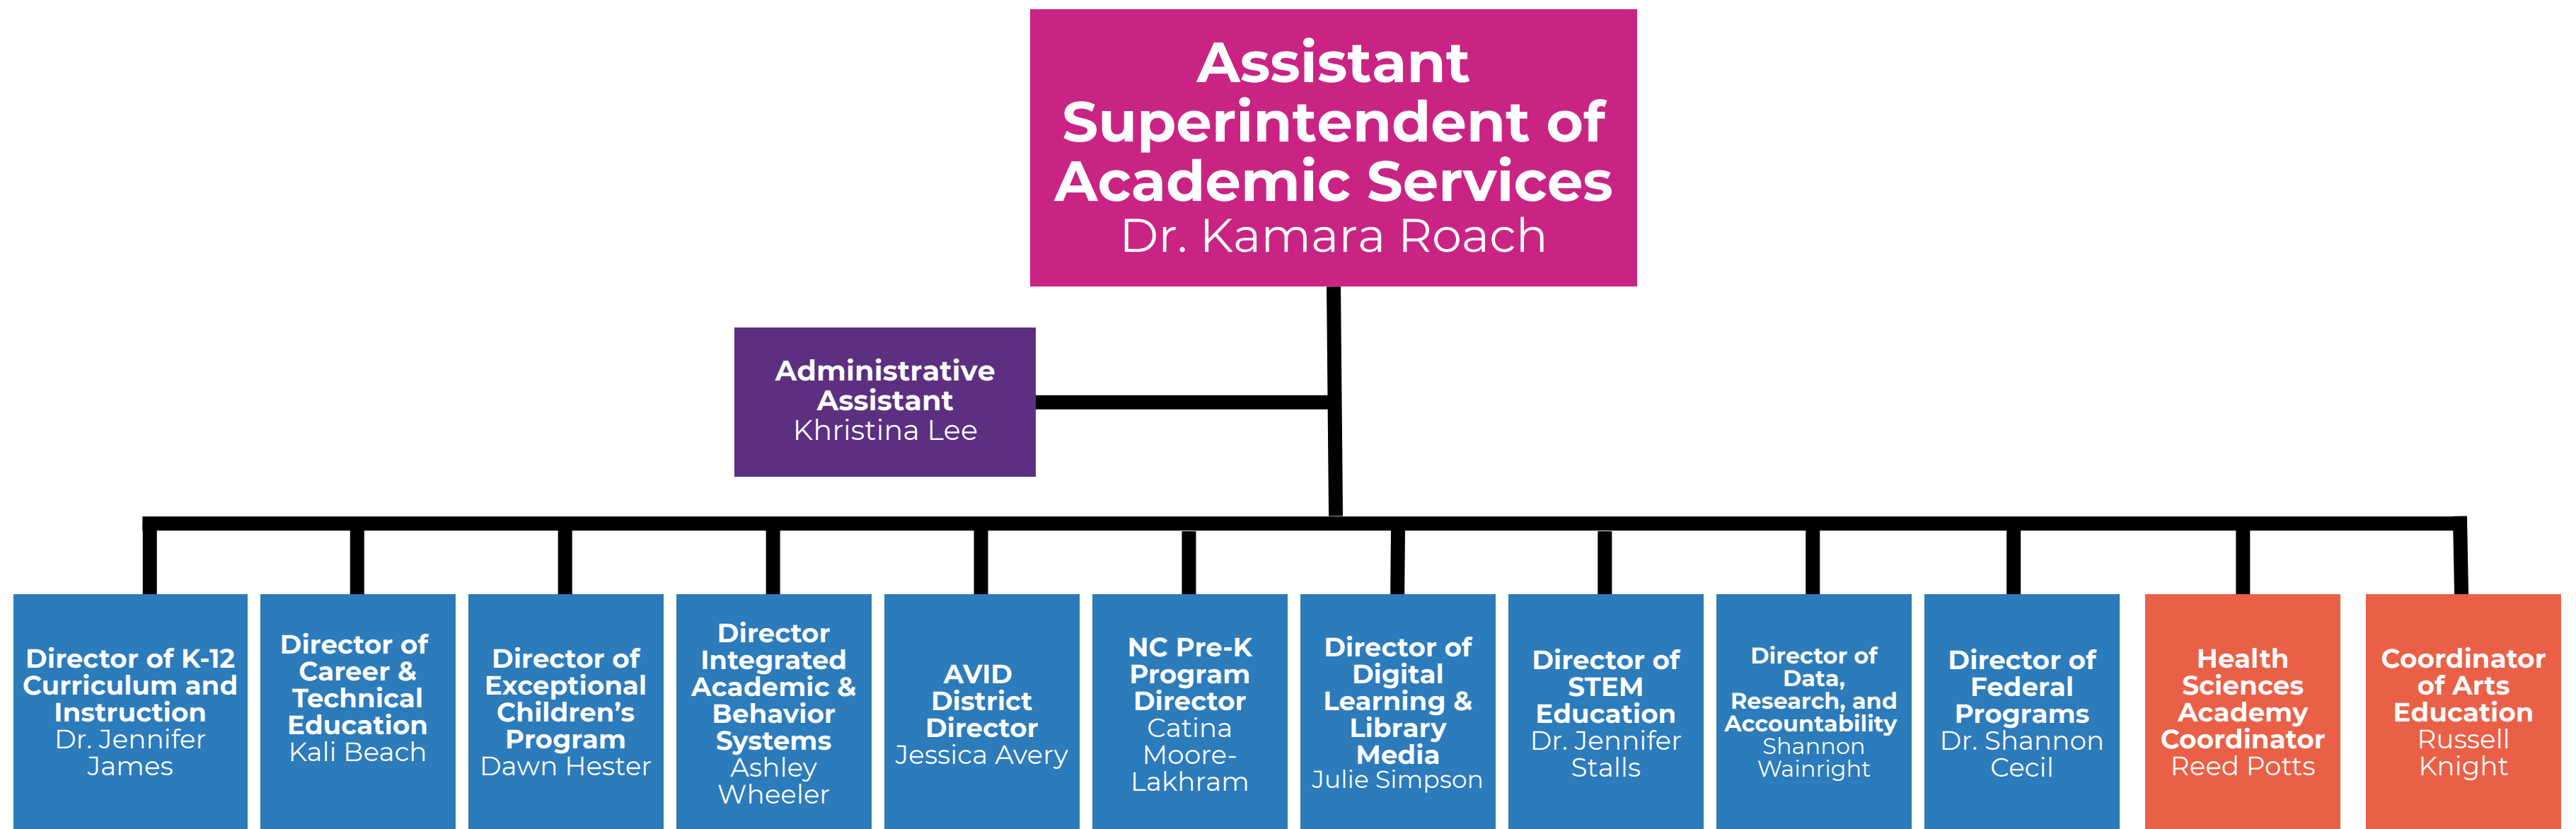 Assistant
Superintendent of
Academic Services
Dr. Kamara Roach
Administrative
Assistant
Khristina Lee
Director of K-12
Curriculum and
Instruction
Dr. Jennifer
James
Director of
Career &
Technical
Education
Kali Beach
Director of
Exceptional
Children’s
Program
Dawn Hester
Director
Integrated
Academic &
Behavior
Systems
Ashley
Wheeler
AVID
District
Director
Jessica Avery
NC Pre-K
Program
Director
Catina
Moore-
Lakhram
Director of
Digital
Learning &
Library
Media
Julie Simpson
Director of
STEM
Education
Dr. Jennifer
Stalls
Director of
Data,
Research, and
Accountability
Shannon
Wainright
Director of
Federal
Programs
Dr. Shannon
Cecil
Health
Sciences
Academy
Coordinator
Reed Potts
Coordinator
of Arts
Education
Russell
Knight